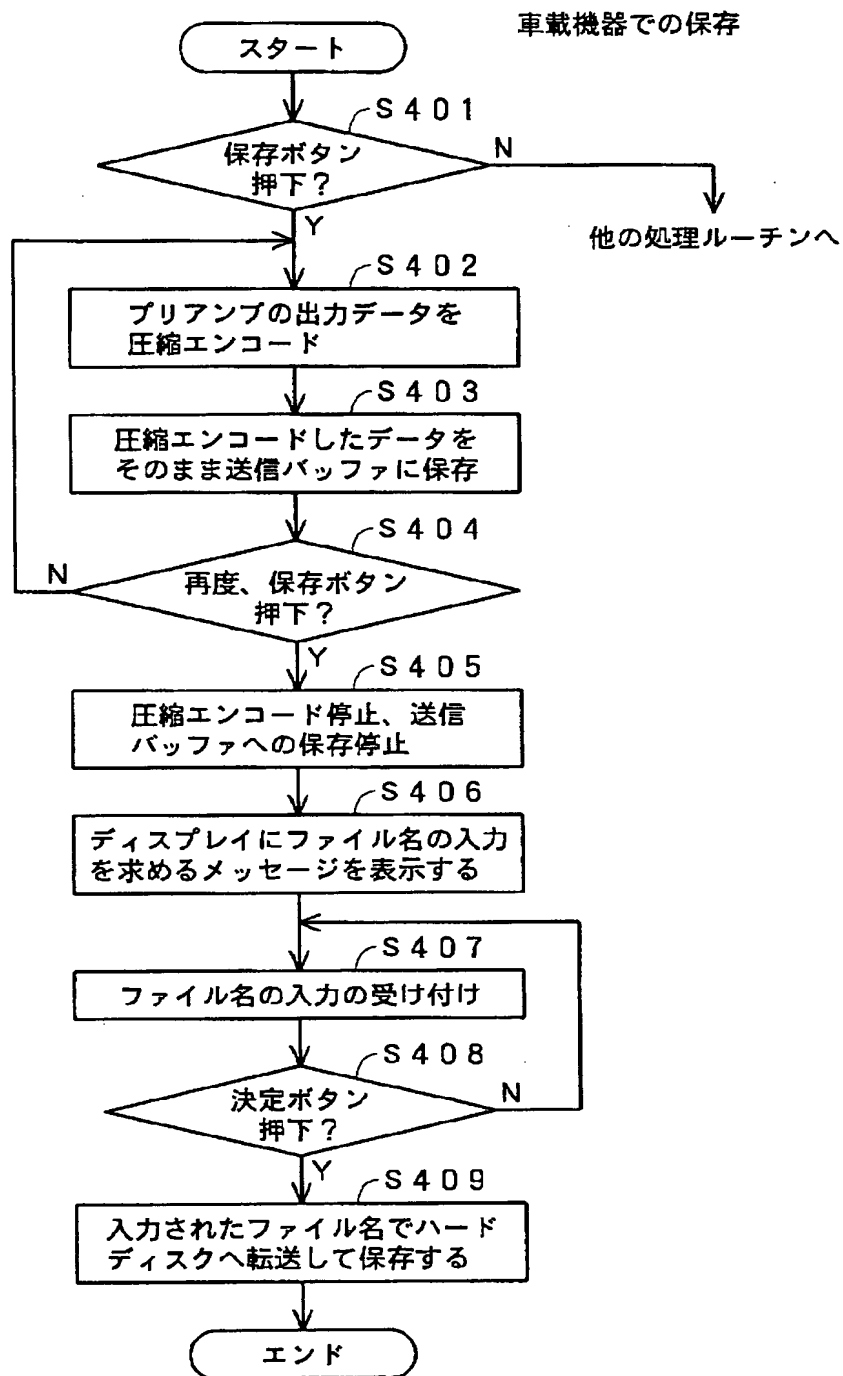 車載機器での保存
スタート
S401
保存ボタン
押下?
N
Y
他の処理ルーチンへ
S402
プリアンプの出力データを
圧縮エンコード
S403
圧縮エンコードしたデータを
そのまま送信バッファに保存
S404
再度、保存ボタン
押下?
N
Y
S405
圧縮エンコード停止、送信
バッファへの保存停止
S406
ディスプレイにファイル名の入力
を求めるメッセージを表示する
S407
ファイル名の入力の受け付け
S408
決定ボタン
押下?
N
Y
S409
入力されたファイル名でハード
ディスクへ転送して保存する
エンド